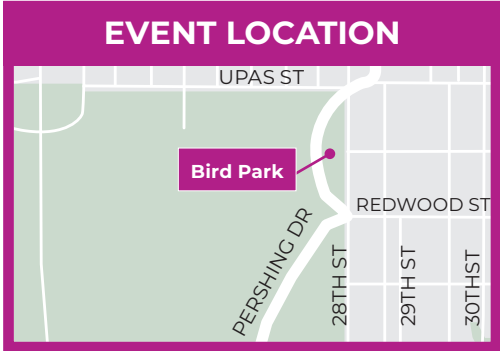 EVENT LOCATION
UPAS ST
Bird Park
REDWOOD ST
PERSHING DR
28TH ST
29TH ST
30THST